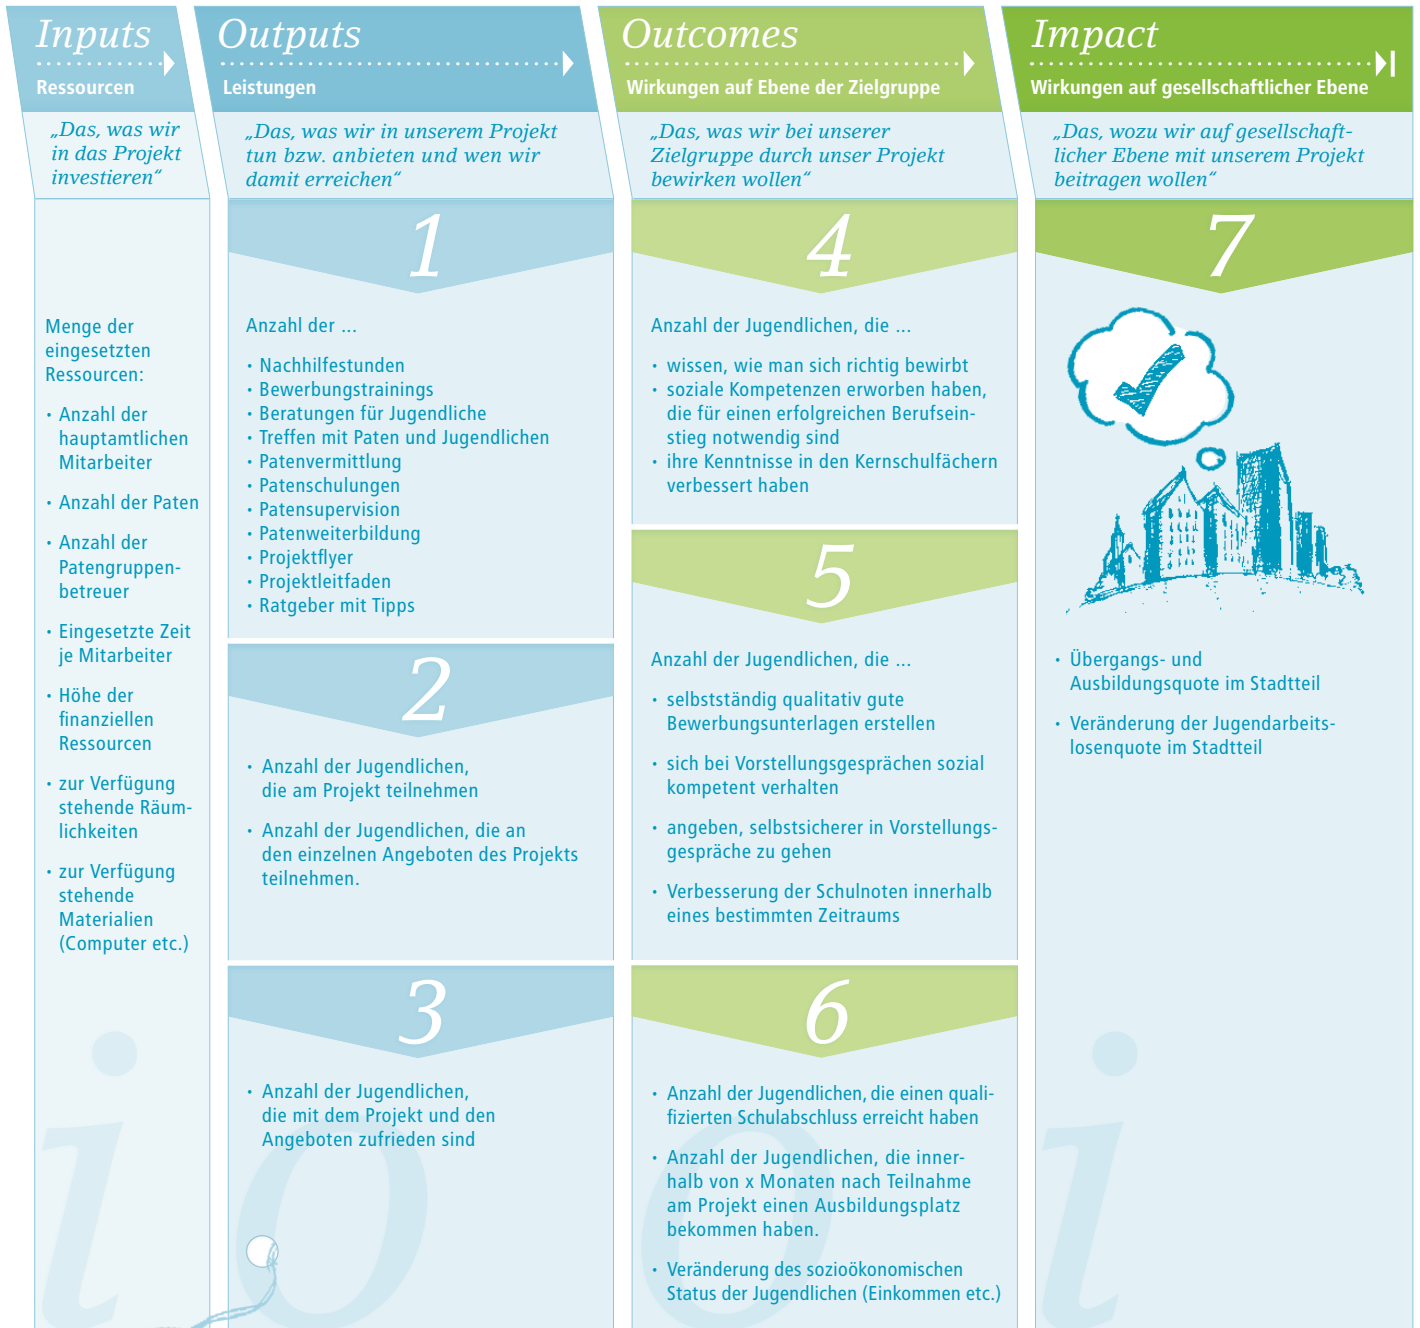 Inputs
Ressourcen
„Das, was wir
in das Projekt
investieren“
Menge der
eingesetzten
Ressourcen:
· Anzahl der
hauptamtlichen
Mitarbeiter
· Anzahl der Paten
· Anzahl der
Patengruppen-
betreuer
· Eingesetzte Zeit
je Mitarbeiter
· Höhe der
finanziellen
Ressourcen
· zur Verfügung
stehende Räum-
lichkeiten
· zur Verfügung
stehende
Materialien
(Computer etc.)
i
Outputs
Leistungen
„Das, was wir in unserem Projekt
tun bzw. anbieten und wen wir
damit erreichen“
1
Anzahl der ...
· Nachhilfestunden
· Bewerbungstrainings
· Beratungen für Jugendliche
· Treffen mit Paten und Jugendlichen
· Patenvermittlung
· Patenschulungen
· Patensupervision
· Patenweiterbildung
· Projektflyer
· Projektleitfaden
· Ratgeber mit Tipps
2
· Anzahl der Jugendlichen,
die am Projekt teilnehmen
· Anzahl der Jugendlichen, die an
den einzelnen Angeboten des Projekts
teilnehmen.
3
· Anzahl der Jugendlichen,
die mit dem Projekt und den
Angeboten zufrieden sind
o
Outcomes
Wirkungen auf Ebene der Zielgruppe
„Das, was wir bei unserer
Zielgruppe durch unser Projekt
bewirken wollen“
4
Anzahl der Jugendlichen, die ...
· wissen, wie man sich richtig bewirbt
· soziale Kompetenzen erworben haben,
die für einen erfolgreichen Berufsein-
stieg notwendig sind
· ihre Kenntnisse in den Kernschulfächern
verbessert haben
5
Anzahl der Jugendlichen, die ...
· selbstständig qualitativ gute
Bewerbungsunterlagen erstellen
· sich bei Vorstellungsgesprächen sozial
kompetent verhalten
· angeben, selbstsicherer in Vorstellungs-
gespräche zu gehen
· Verbesserung der Schulnoten innerhalb
eines bestimmten Zeitraums
6
· Anzahl der Jugendlichen, die einen quali-
fizierten Schulabschluss erreicht haben
· Anzahl der Jugendlichen, die inner-
halb von x Monaten nach Teilnahme
am Projekt einen Ausbildungsplatz
bekommen haben.
· Veränderung des sozioökonomischen
Status der Jugendlichen (Einkommen etc.)
o
Impact
Wirkungen auf gesellschaftlicher Ebene
„Das, wozu wir auf gesellschaft-
licher Ebene mit unserem Projekt
beitragen wollen“
7
· Übergangs- und
Ausbildungsquote im Stadtteil
· Veränderung der Jugendarbeits-
losenquote im Stadtteil
i